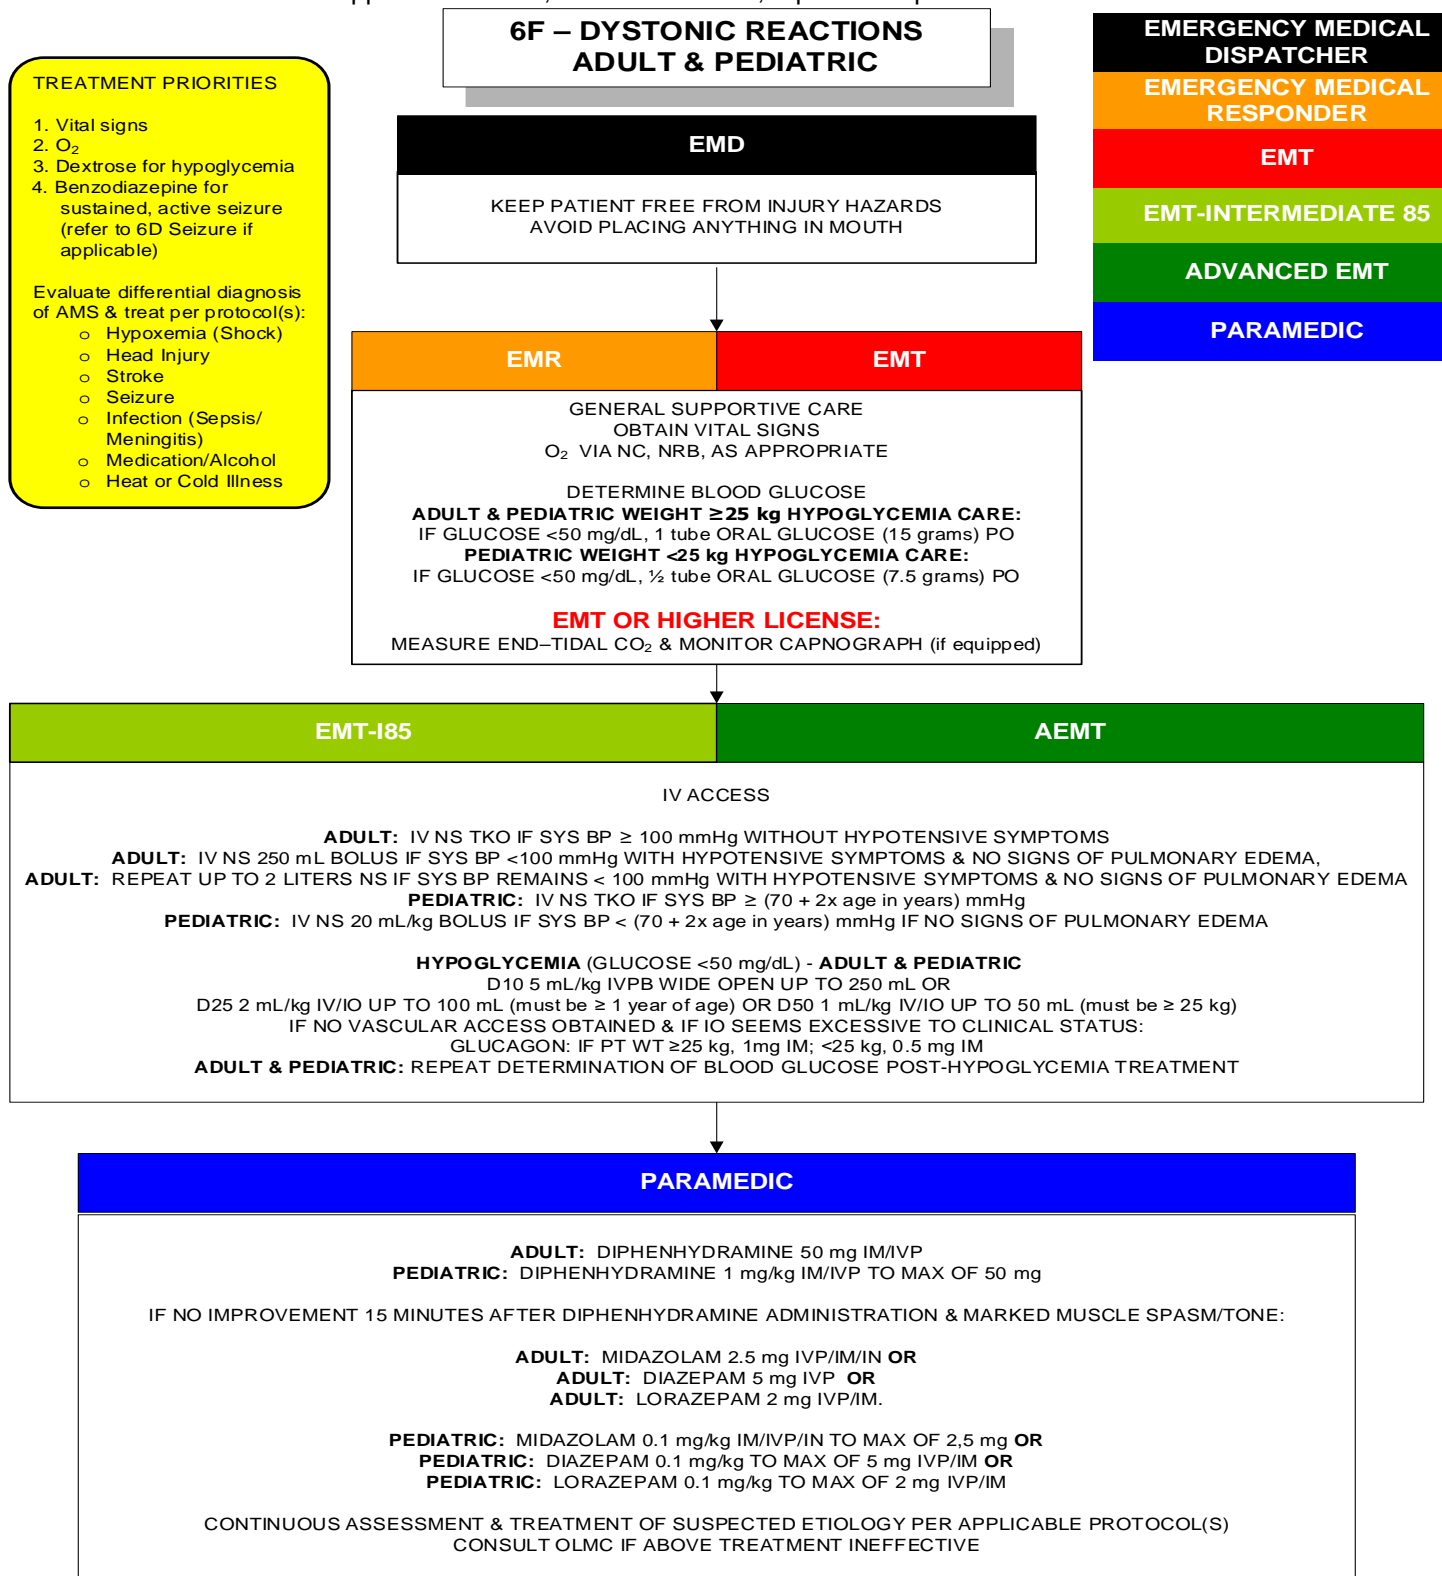 6F – DYSTONIC REACTIONS
ADULT & PEDIATRIC
TREATMENT PRIORITIES
1. Vital signs
2. O₂
3. Dextrose for hypoglycemia
4. Benzodiazepine for
sustained, active seizure
(refer to 6D Seizure if
applicable)
Evaluate differential diagnosis
of AMS & treat per protocol(s):
o Hypoxemia (Shock)
o Head Injury
o Stroke
o Seizure
o Infection (Sepsis/
Meningitis)
o Medication/Alcohol
o Heat or Cold Illness
EMERGENCY MEDICAL
DISPATCHER
EMERGENCY MEDICAL
RESPONDER
EMT
EMT-INTERMEDIATE 85
ADVANCED EMT
PARAMEDIC
EMD
KEEP PATIENT FREE FROM INJURY HAZARDS
AVOID PLACING ANYTHING IN MOUTH
EMR
EMT
GENERAL SUPPORTIVE CARE
OBTAIN VITAL SIGNS
O₂ VIA NC, NRB, AS APPROPRIATE
DETERMINE BLOOD GLUCOSE
ADULT & PEDIATRIC WEIGHT ≥25 kg HYPOGLYCEMIA CARE:
IF GLUCOSE <50 mg/dL, 1 tube ORAL GLUCOSE (15 grams) PO
PEDIATRIC WEIGHT <25 kg HYPOGLYCEMIA CARE:
IF GLUCOSE <50 mg/dL, ½ tube ORAL GLUCOSE (7.5 grams) PO
EMT OR HIGHER LICENSE:
MEASURE END–TIDAL CO₂ & MONITOR CAPNOGRAPH (if equipped)
EMT-I85
AEMT
IV ACCESS
ADULT: IV NS TKO IF SYS BP ≥ 100 mmHg WITHOUT HYPOTENSIVE SYMPTOMS
ADULT: IV NS 250 mL BOLUS IF SYS BP <100 mmHg WITH HYPOTENSIVE SYMPTOMS & NO SIGNS OF PULMONARY EDEMA,
ADULT: REPEAT UP TO 2 LITERS NS IF SYS BP REMAINS < 100 mmHg WITH HYPOTENSIVE SYMPTOMS & NO SIGNS OF PULMONARY EDEMA
PEDIATRIC: IV NS TKO IF SYS BP ≥ (70 + 2x age in years) mmHg
PEDIATRIC: IV NS 20 mL/kg BOLUS IF SYS BP < (70 + 2x age in years) mmHg IF NO SIGNS OF PULMONARY EDEMA
HYPOGLYCEMIA (GLUCOSE <50 mg/dL) - ADULT & PEDIATRIC
D10 5 mL/kg IVPB WIDE OPEN UP TO 250 mL OR
D25 2 mL/kg IV/IO UP TO 100 mL (must be ≥ 1 year of age) OR D50 1 mL/kg IV/IO UP TO 50 mL (must be ≥ 25 kg)
IF NO VASCULAR ACCESS OBTAINED & IF IO SEEMS EXCESSIVE TO CLINICAL STATUS:
GLUCAGON: IF PT WT ≥25 kg, 1mg IM; <25 kg, 0.5 mg IM
ADULT & PEDIATRIC: REPEAT DETERMINATION OF BLOOD GLUCOSE POST-HYPOGLYCEMIA TREATMENT
PARAMEDIC
ADULT: DIPHENHYDRAMINE 50 mg IM/IVP
PEDIATRIC: DIPHENHYDRAMINE 1 mg/kg IM/IVP TO MAX OF 50 mg
IF NO IMPROVEMENT 15 MINUTES AFTER DIPHENHYDRAMINE ADMINISTRATION & MARKED MUSCLE SPASM/TONE:
ADULT: MIDAZOLAM 2.5 mg IVP/IM/IN OR
ADULT: DIAZEPAM 5 mg IVP OR
ADULT: LORAZEPAM 2 mg IVP/IM.
PEDIATRIC: MIDAZOLAM 0.1 mg/kg IM/IVP/IN TO MAX OF 2,5 mg OR
PEDIATRIC: DIAZEPAM 0.1 mg/kg TO MAX OF 5 mg IVP/IM OR
PEDIATRIC: LORAZEPAM 0.1 mg/kg TO MAX OF 2 mg IVP/IM
CONTINUOUS ASSESSMENT & TREATMENT OF SUSPECTED ETIOLOGY PER APPLICABLE PROTOCOL(S)
CONSULT OLMC IF ABOVE TREATMENT INEFFECTIVE